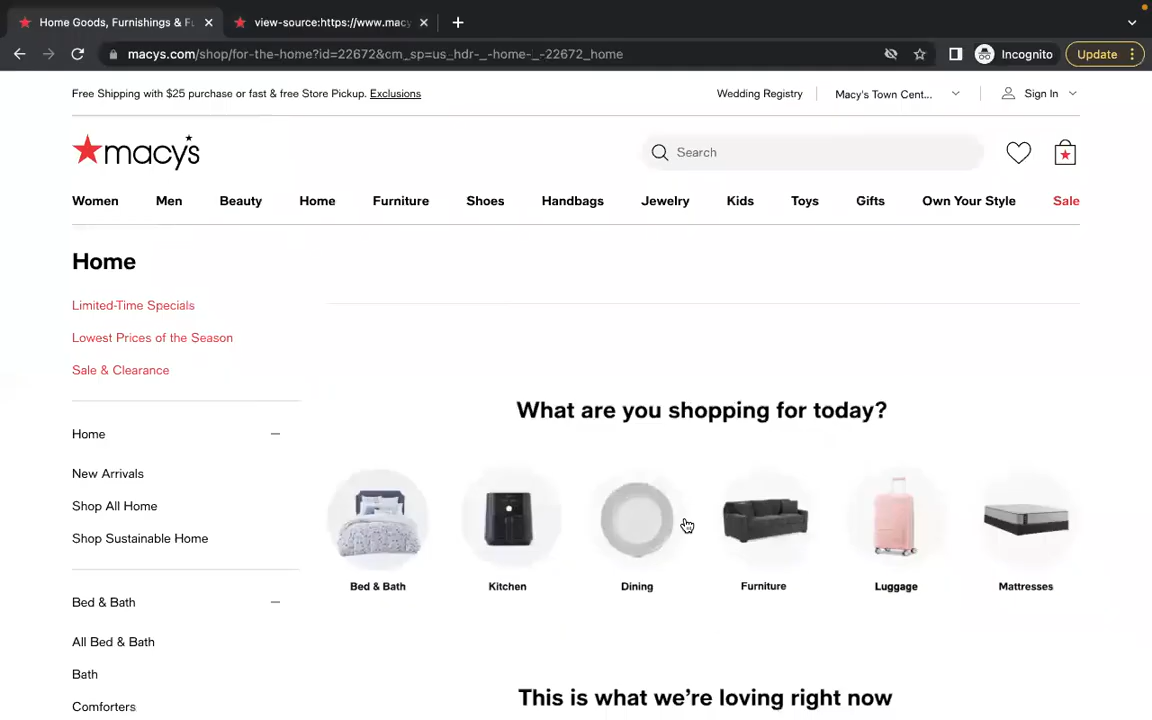 Home Goods, Furnishings & Fu
view-source:https://www.macy
macys.com/shop/for-the-home?id=22672&cm_sp=us_hdr-_-home-_-22672_home
Incognito
Update
Free Shipping with $25 purchase or fast & free Store Pickup. Exclusions
Wedding Registry
Macy's Town Cent...
Sign In
macy's
Search
Women
Men
Beauty
Home
Furniture
Shoes
Handbags
Jewelry
Kids
Toys
Gifts
Own Your Style
Sale
Home
Limited-Time Specials
Lowest Prices of the Season
Sale & Clearance
Home
New Arrivals
Shop All Home
Shop Sustainable Home
Bed & Bath
All Bed & Bath
Bath
Comforters
What are you shopping for today?
Bed & Bath
Kitchen
Dining
Furniture
Luggage
Mattresses
This is what we're loving right now